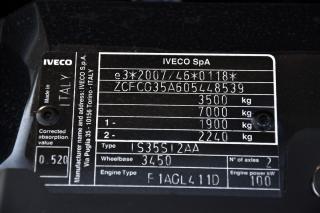 IVECO
Made in
ITALY
Corrected
absorption
value
0.520
Manufacturer name and address: IVECO S.p.A.
Via Puglia 35 - 10156 Torino - ITALY
IVECO SpA
e3*2007/46*0118*
ZCFCG35A605448539
3500 kg
7000 kg
1- 1900 kg
2- 2240 kg
Type IS35SI2AA
Wheelbase 3450
N° of axles 2
Engine Type F1AGL411D
Engine power kW 100